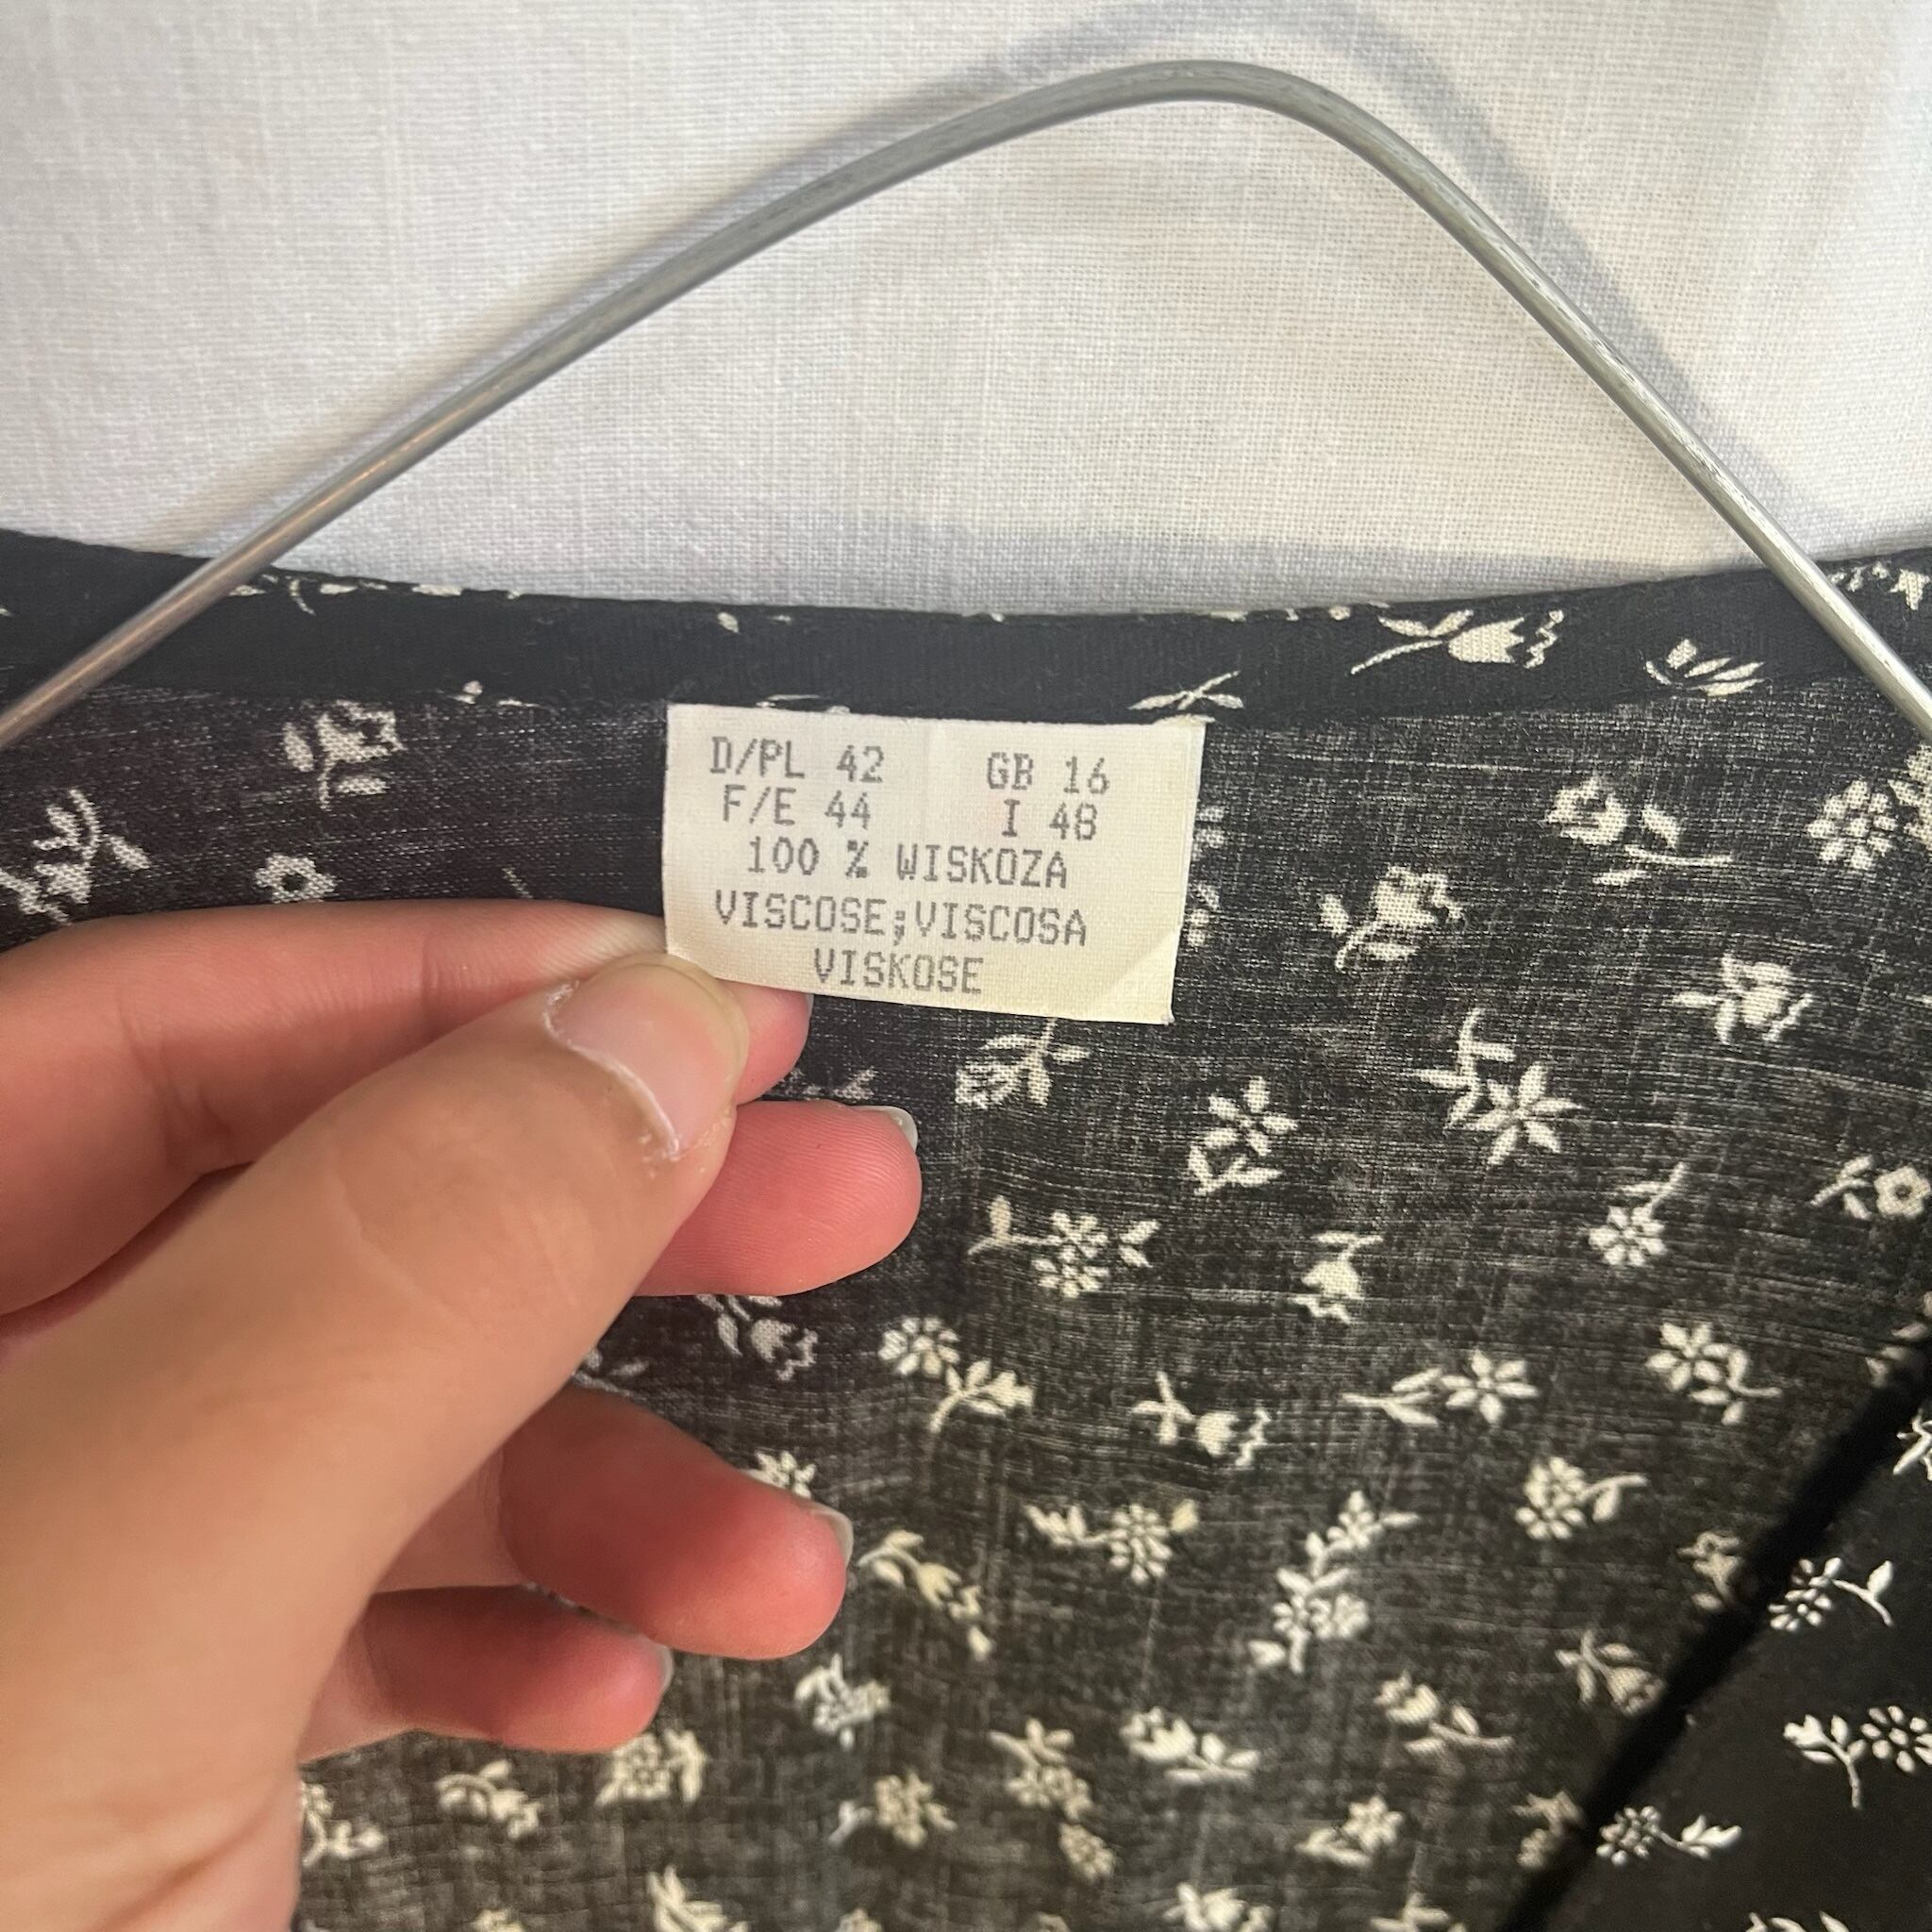 D/PL 42 GB 16
F/E 44 I 48
100 % WISKOZA
VISCOSE;VISCOSA
VISKOSE